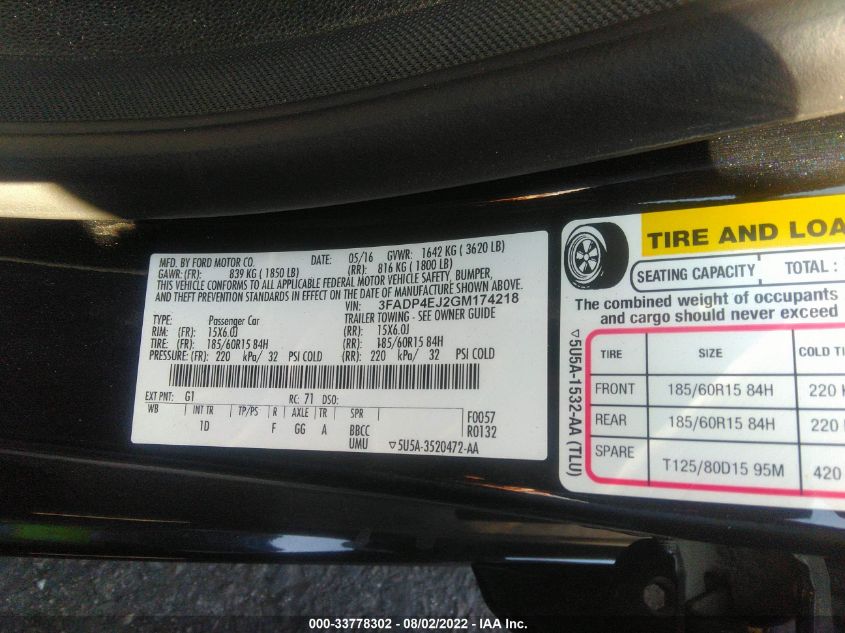 MFD. BY FORD MOTOR CO. DATE: 05/16 GVWR: 1642 KG ( 3620 LB)
GAWR: (FR): 839 KG ( 1850 LB) (RR): 816 KG ( 1800 LB)
THIS VEHICLE CONFORMS TO ALL APPLICABLE FEDERAL MOTOR VEHICLE SAFETY, BUMPER,
AND THEFT PREVENTION STANDARDS IN EFFECT ON THE DATE OF MANUFACTURE SHOWN ABOVE.
VIN: 3FADP4EJ2GM174218
TYPE: Passenger Car TRAILER TOWING - SEE OWNER GUIDE
RIM: (FR): 15X6.0J (RR): 15X6.0J
TIRE: (FR): 185/60R15 84H (RR): 185/60R15 84H
PRESSURE: (FR): 220 kPa/ 32 PSI COLD (RR): 220 kPa/ 32 PSI COLD
EXT PNT: G1 RC: 71 DSO:
WB INT TR TP/PS R AXLE TR SPR F0057
1D F GG A BBCC R0132
UMU ▽5U5A-3520472-AA
TIRE AND LOA
SEATING CAPACITY TOTAL :
The combined weight of occupants
and cargo should never exceed
TIRE SIZE COLD TI
FRONT 185/60R15 84H 220 K
REAR 185/60R15 84H 220 K
SPARE T125/80D15 95M 420
▽5U5A-1532-AA (TLU)
000-33778302 - 08/02/2022 - IAA Inc.